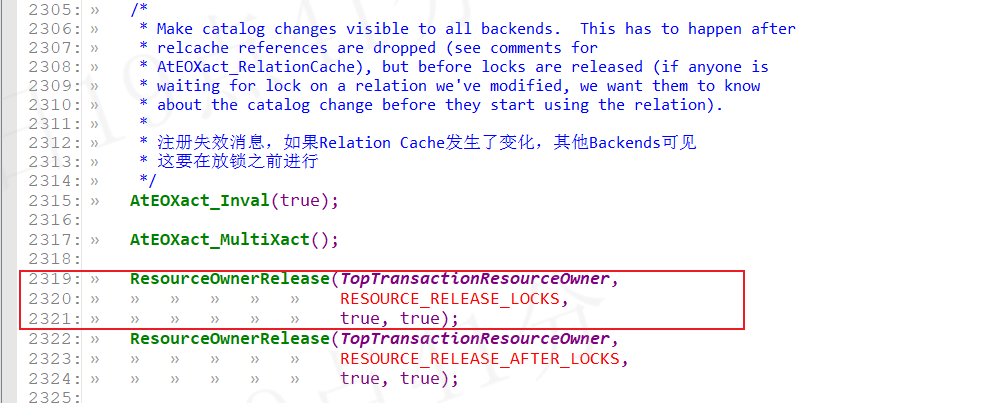 2305: » /*
2306: » * Make catalog changes visible to all backends.  This has to happen after
2307: » * relcache references are dropped (see comments for
2308: » * AtEOXact_RelationCache), but before locks are released (if anyone is
2309: » * waiting for lock on a relation we've modified, we want them to know
2310: » * about the catalog change before they start using the relation).
2311: » *
2312: » * 注册失效消息，如果Relation Cache发生了变化，其他Backends可见
2313: » * 这要在放锁之前进行
2314: » */
2315: » AtEOXact_Inval(true);
2316:
2317: » AtEOXact_MultiXact();
2318:
2319: » ResourceOwnerRelease(TopTransactionResourceOwner,
2320: » » » » » » RESOURCE_RELEASE_LOCKS,
2321: » » » » » » true, true);
2322: » ResourceOwnerRelease(TopTransactionResourceOwner,
2323: » » » » » » RESOURCE_RELEASE_AFTER_LOCKS,
2324: » » » » » » true, true);
2325: